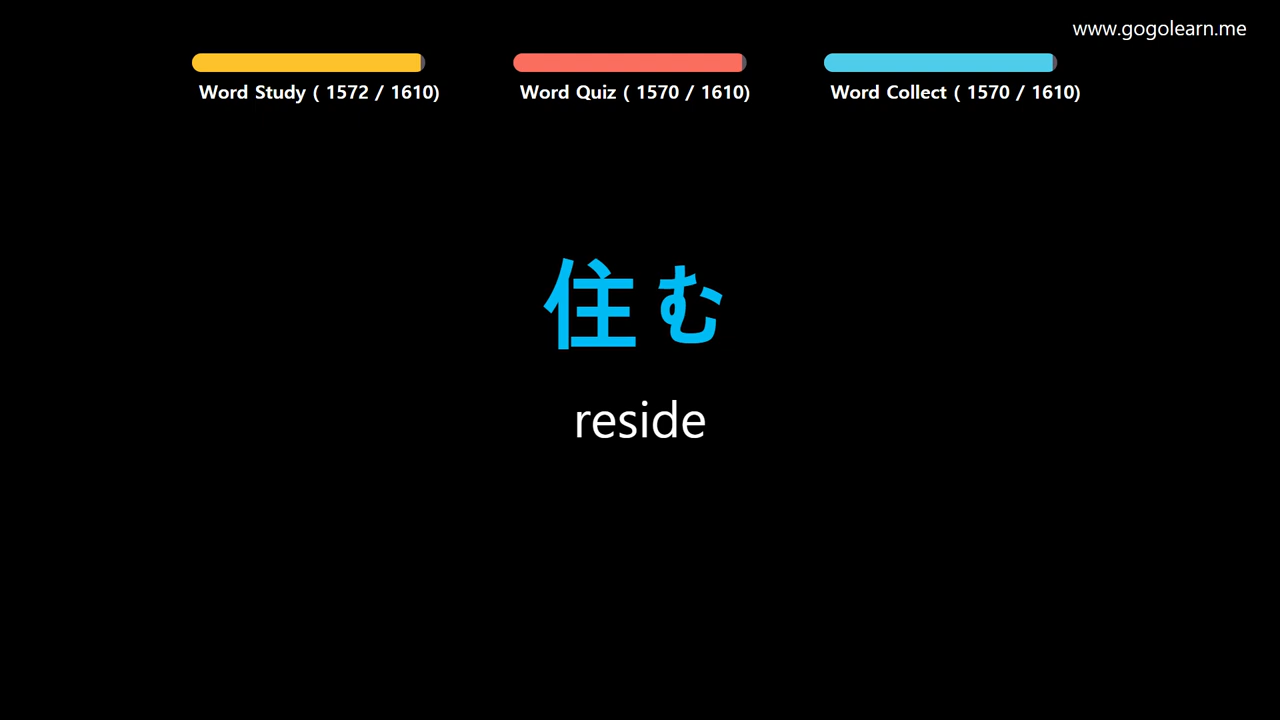 www.gogolearn.me
Word Study ( 1572 / 1610)
Word Quiz ( 1570 / 1610)
Word Collect ( 1570 / 1610)
住む
reside